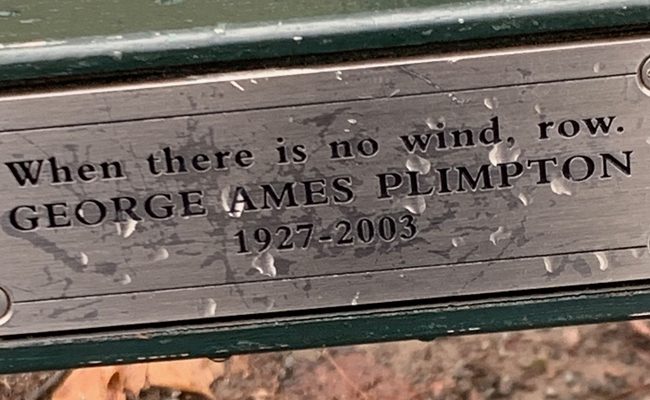 When there is no wind, row.
GEORGE AMES PLIMPTON
1927-2003